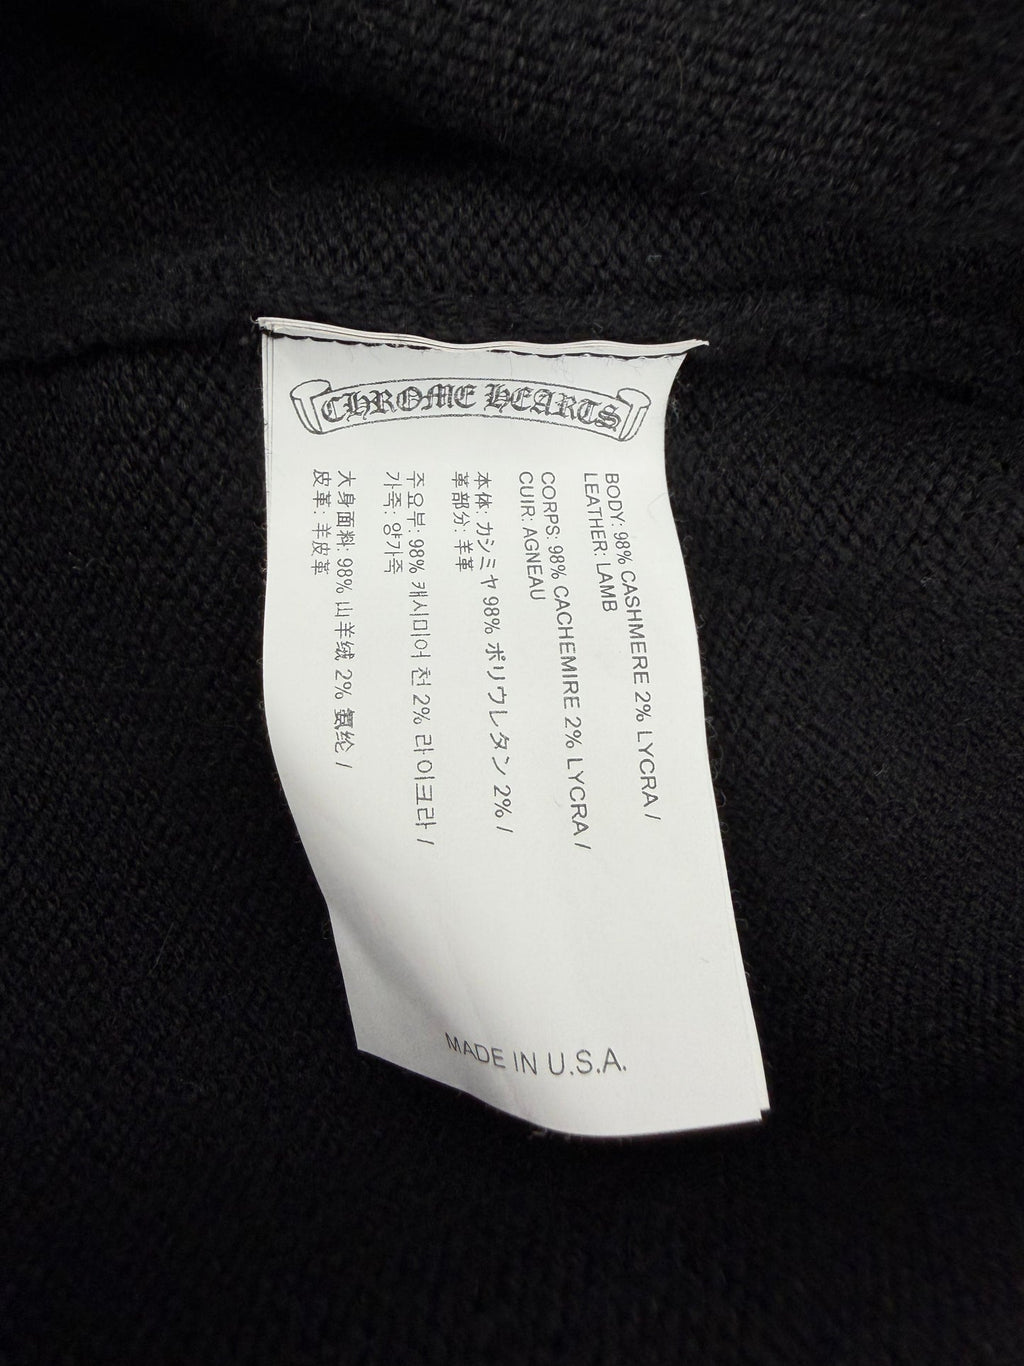 CHROME HEARTS
BODY: 98% CASHMERE 2% LYCRA /
LEATHER: LAMB
CORPS: 98% CACHEMIRE 2% LYCRA /
CUIR: AGNEAU
本体: カシミヤ 98% ポリウレタン 2% /
革部分: 羊革
주요부: 98% 캐시미어 천 2% 라이크라 /
가죽: 양가죽
大身面料: 98% 山羊绒 2% 氨纶 /
皮革: 羊皮革
MADE IN U.S.A.